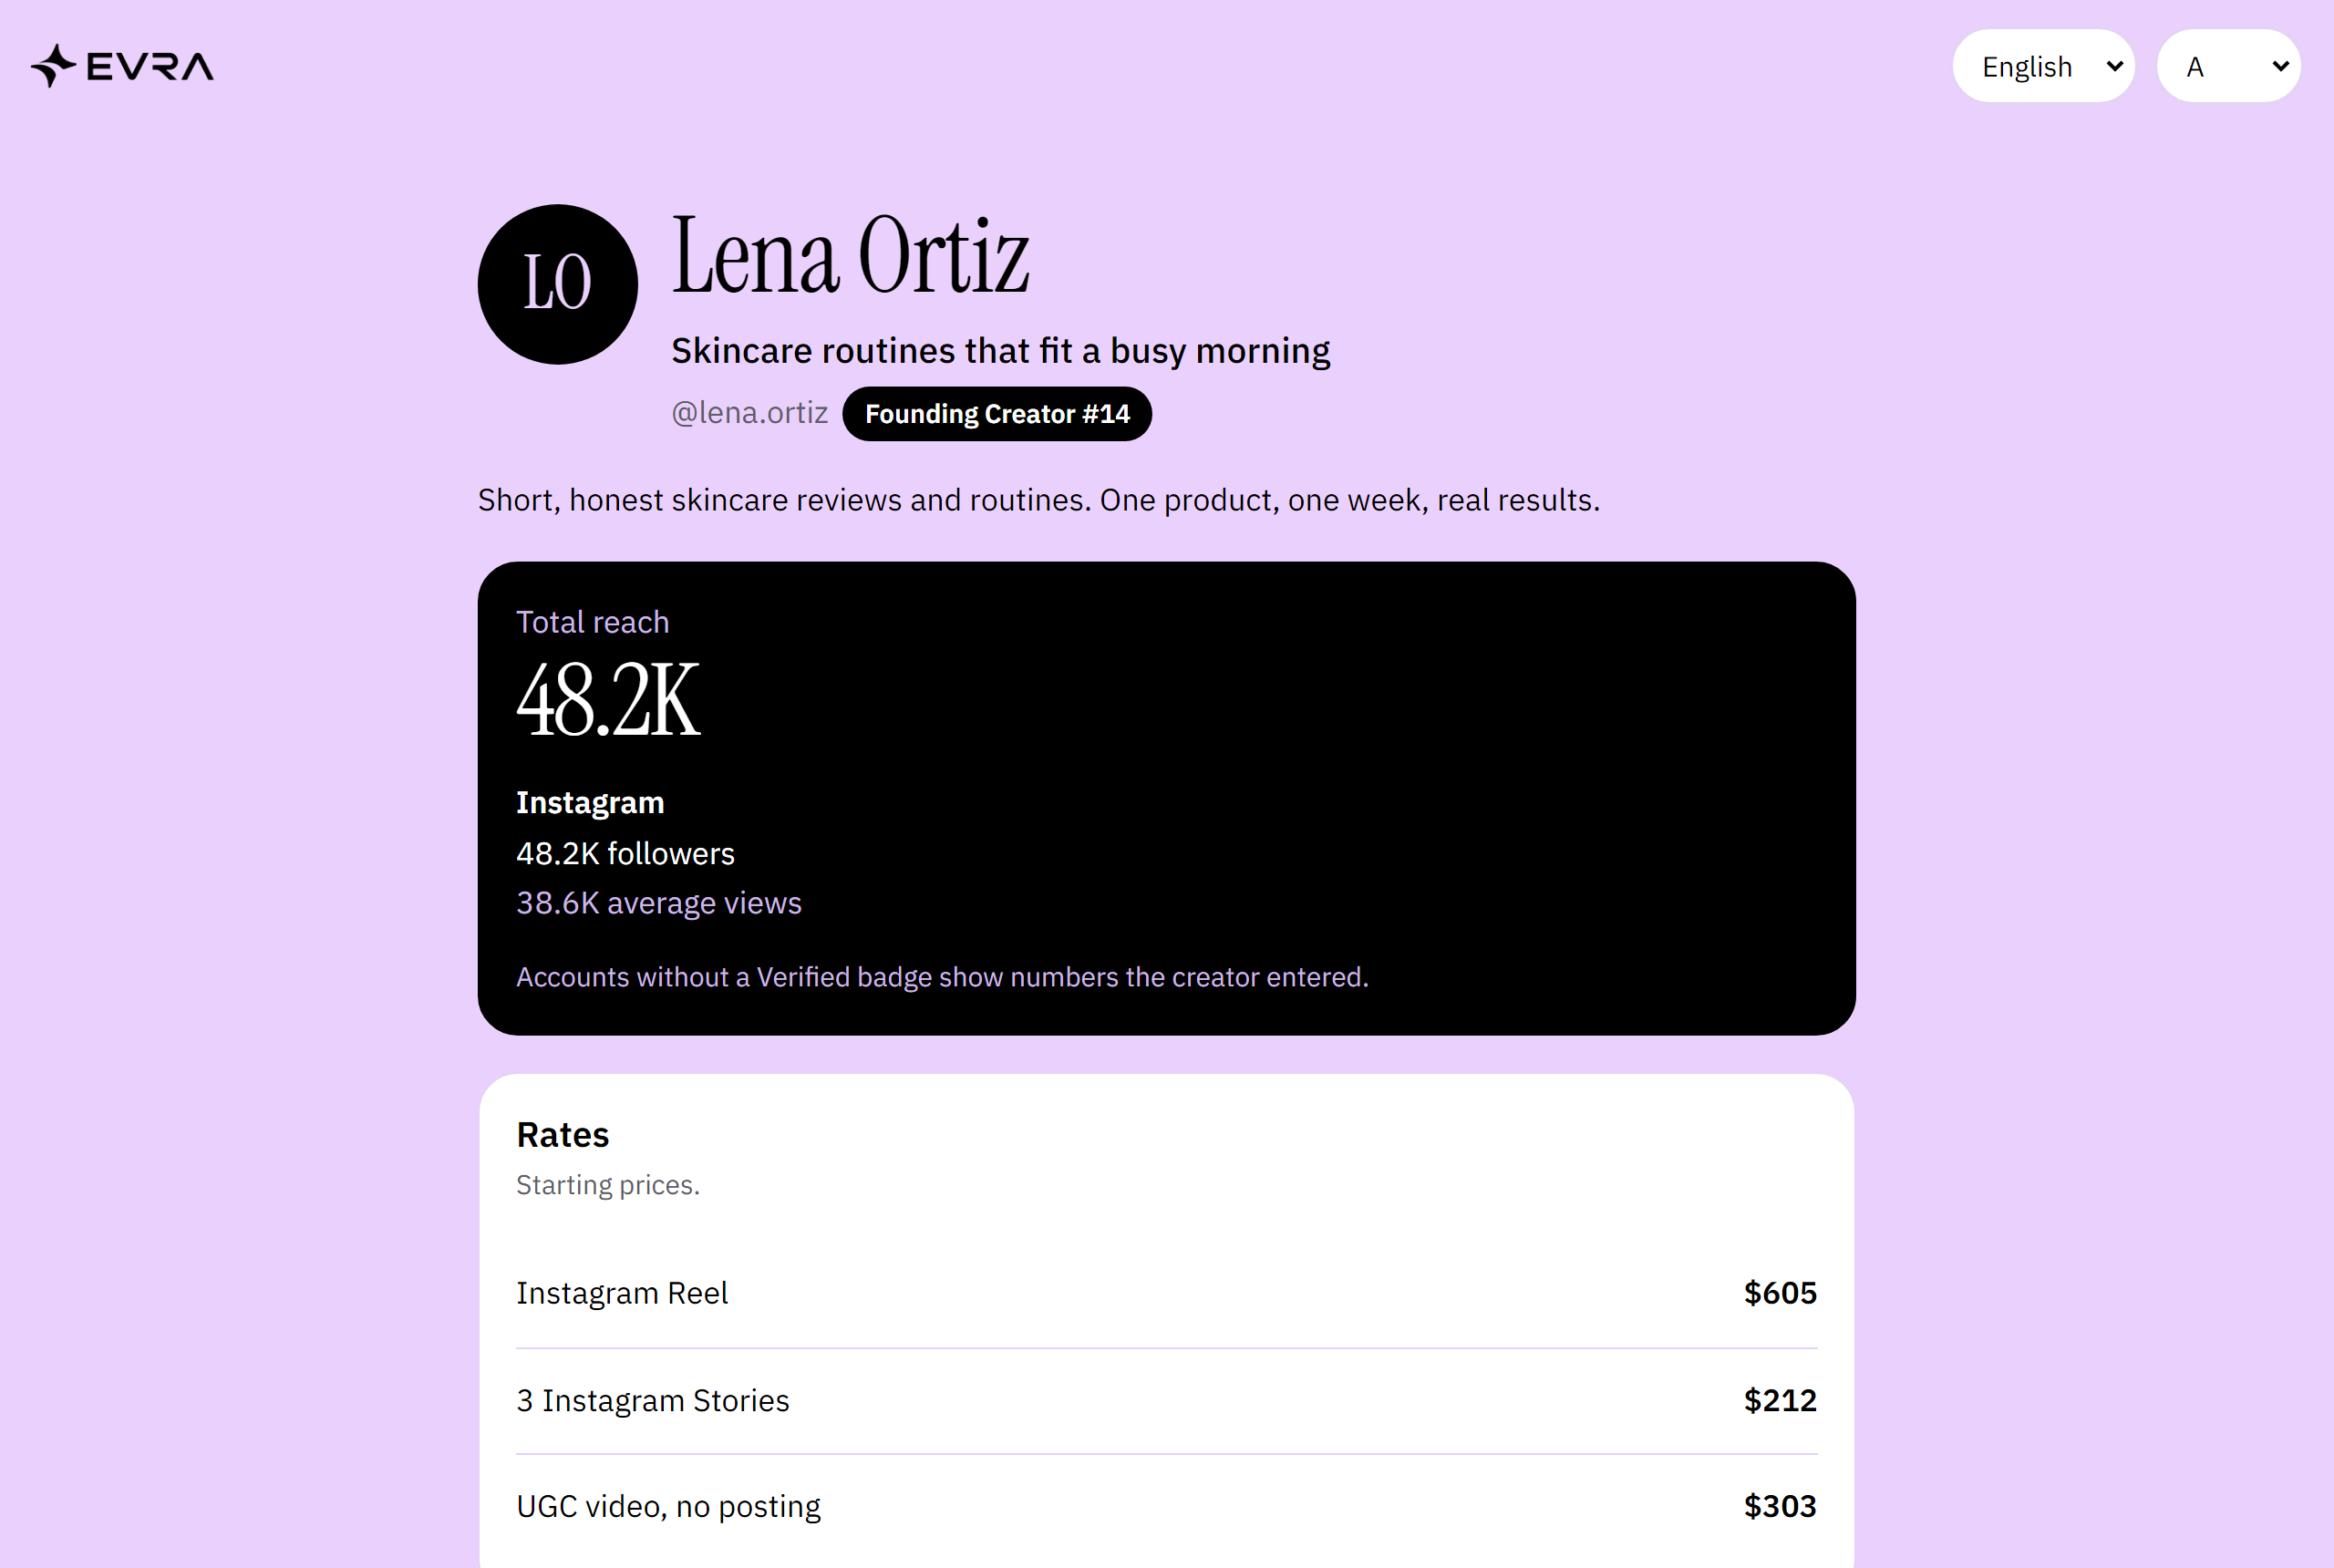 EVRA
English
A
LO
Lena Ortiz
Skincare routines that fit a busy morning
@lena.ortiz
Founding Creator #14
Short, honest skincare reviews and routines. One product, one week, real results.
Total reach
48.2K
Instagram
48.2K followers
38.6K average views
Accounts without a Verified badge show numbers the creator entered.
Rates
Starting prices.
Instagram Reel $605
3 Instagram Stories $212
UGC video, no posting $303